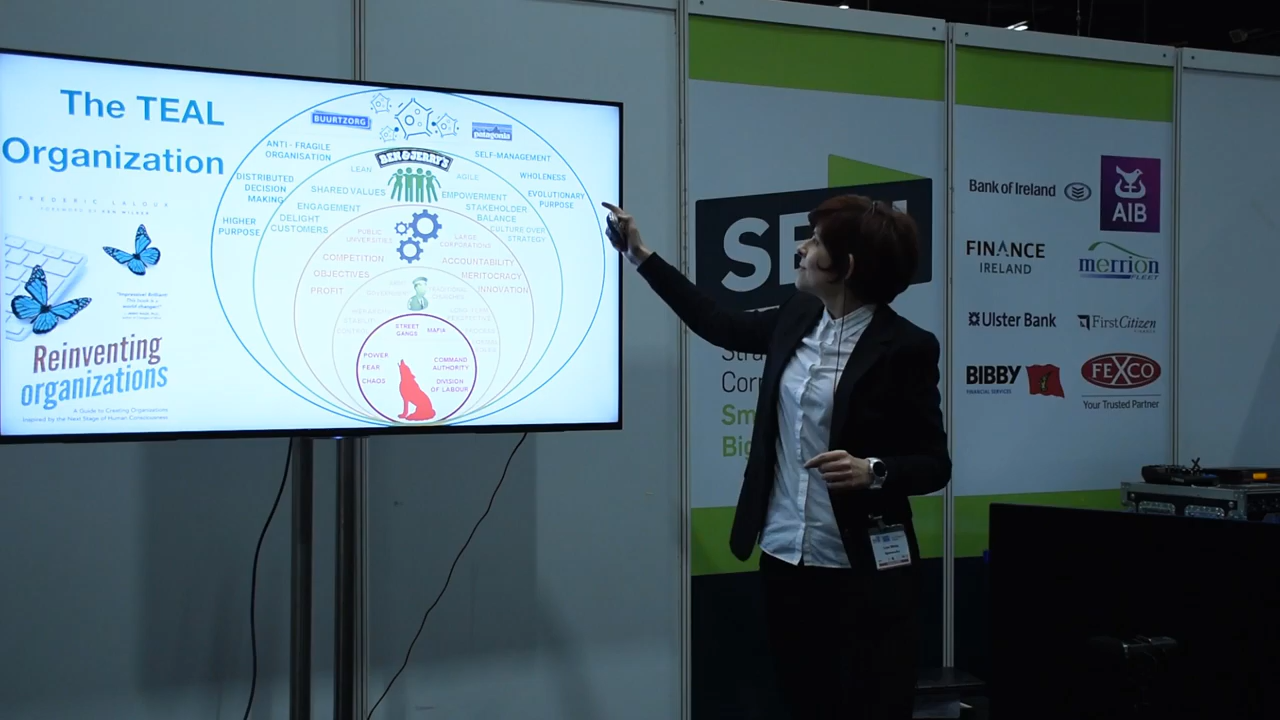 The TEAL
Organization
FREDERIC LALOUX
FOREWORD BY KEN WILBER
Reinventing
organizations
A Guide to Creating Organisations
Inspired by the Next Stage of Human Consciousness
BUURTZORG
patagonia
ANTI - FRAGILE
ORGANISATION
BEN & JERRY'S
SELF-MANAGEMENT
LEAN
AGILE
WHOLENESS
DISTRIBUTED
DECISION
MAKING
SHARED VALUES
EMPOWERMENT
EVOLUTIONARY
PURPOSE
ENGAGEMENT
STAKEHOLDER
BALANCE
HIGHER
PURPOSE
DELIGHT
CUSTOMERS
CULTURE OVER
STRATEGY
PUBLIC
UNIVERSITIES
LARGE
CORPORATIONS
COMPETITION
ACCOUNTABILITY
OBJECTIVES
MERITOCRACY
PROFIT
INNOVATION
STREET
GANGS
MAFIA
POWER
FEAR
CHAOS
COMMAND
AUTHORITY
DIVISION
OF LABOUR
Bank of Ireland
AIB
FINANCE
IRELAND
merrion
FLEET
Ulster Bank
First Citizen
BIBBY
FINANCIAL SERVICES
FEXCO
Your Trusted Partner